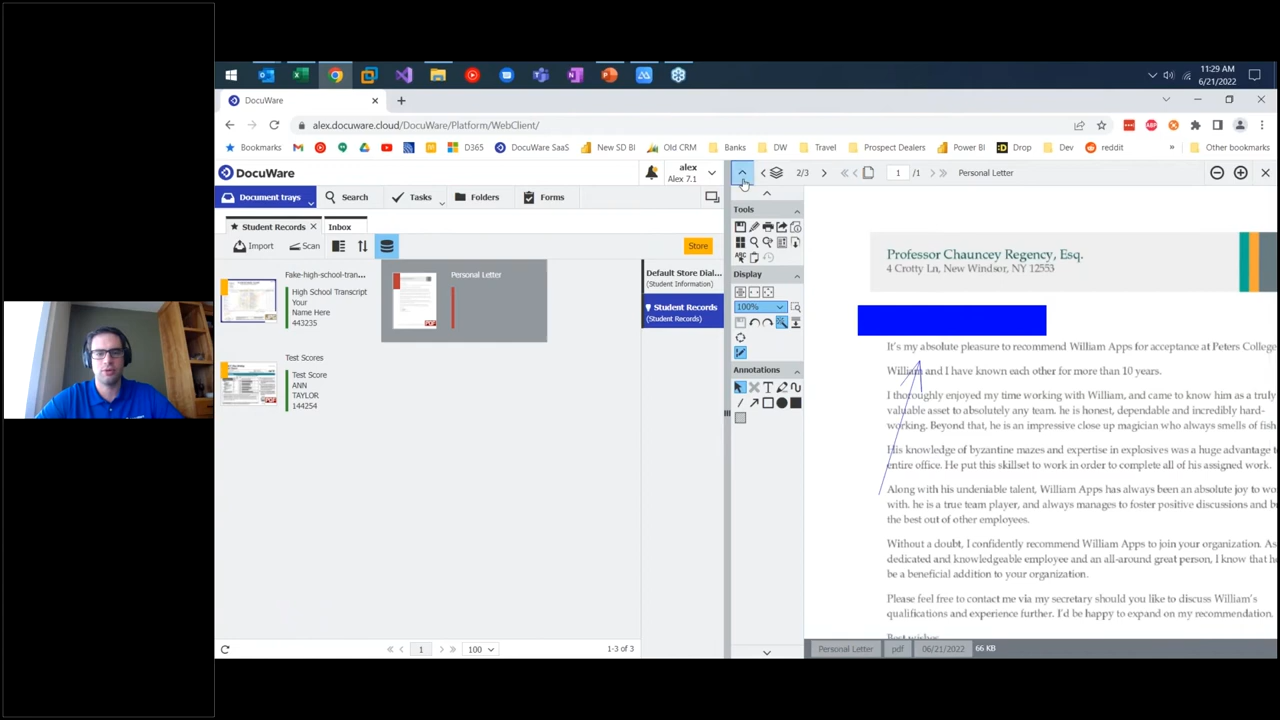 11:29 AM
6/21/2022
DocuWare
alex.docuware.cloud/DocuWare/Platform/WebClient/
Bookmarks
D365
DocuWare SaaS
New SD BI
Old CRM
Banks
DW
Travel
Prospect Dealers
Power BI
Drop
Dev
reddit
»
Other bookmarks
DocuWare
alex
Alex 7.1
2/3
1 /1
Personal Letter
Document trays
Search
Tasks
Folders
Forms
Student Records
Inbox
Import
Scan
Store
Fake-high-school-tran...
High School Transcript
Your
Name Here
443235
Personal Letter
PDF
Test Scores
Test Score
ANN
TAYLOR
144254
Default Store Dial...
(Student Information)
Student Records
(Student Records)
Tools
Display
100%
Annotations
Professor Chauncey Regency, Esq.
4 Crotty Ln, New Windsor, NY 12553
It's my absolute pleasure to recommend William Apps for acceptance at Peters College
William and I have known each other for more than 10 years.
I thoroughly enjoyed my time working with William, and came to know him as a truly
valuable asset to absolutely any team. he is honest, dependable and incredibly hard-
working. Beyond that, he is an impressive close up magician who always smells of fish.
His knowledge of byzantine mazes and expertise in explosives was a huge advantage to
entire office. He put this skillset to work in order to complete all of his assigned work.
Along with his undeniable talent, William Apps has always been an absolute joy to wo
with. he is a true team player, and always manages to foster positive discussions and b
the best out of other employees.
Without a doubt, I confidently recommend William Apps to join your organization. As
dedicated and knowledgeable employee and an all-around great person, I know that he
be a beneficial addition to your organization.
Please feel free to contact me via my secretary should you like to discuss William's
qualifications and experience further. I'd be happy to expand on my recommendation.
Best wishes
1
100
1-3 of 3
Personal Letter
pdf
06/21/2022
66 KB